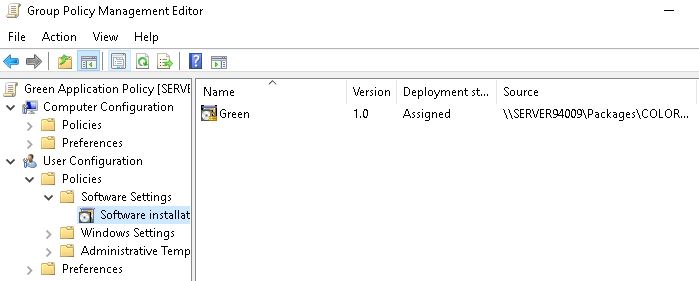 Group Policy Management Editor
File Action View Help
Green Application Policy [SERVE
Computer Configuration
Policies
Preferences
User Configuration
Policies
Software Settings
Software installat
Windows Settings
Administrative Temp
Preferences
Name Version Deployment st... Source
Green 1.0 Assigned \\SERVER94009\Packages\COLOR...